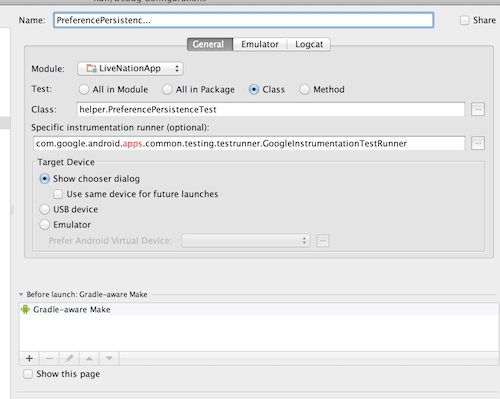 Run/Debug Configurations
Name: PreferencePersistenc... Share
General Emulator Logcat
Module: LiveNationApp
Test: All in Module All in Package Class Method
Class: helper.PreferencePersistenceTest
Specific instrumentation runner (optional):
com.google.android.apps.common.testing.testrunner.GoogleInstrumentationTestRunner
Target Device
Show chooser dialog
Use same device for future launches
USB device
Emulator
Prefer Android Virtual Device:
Before launch: Gradle-aware Make
Gradle-aware Make
Show this page